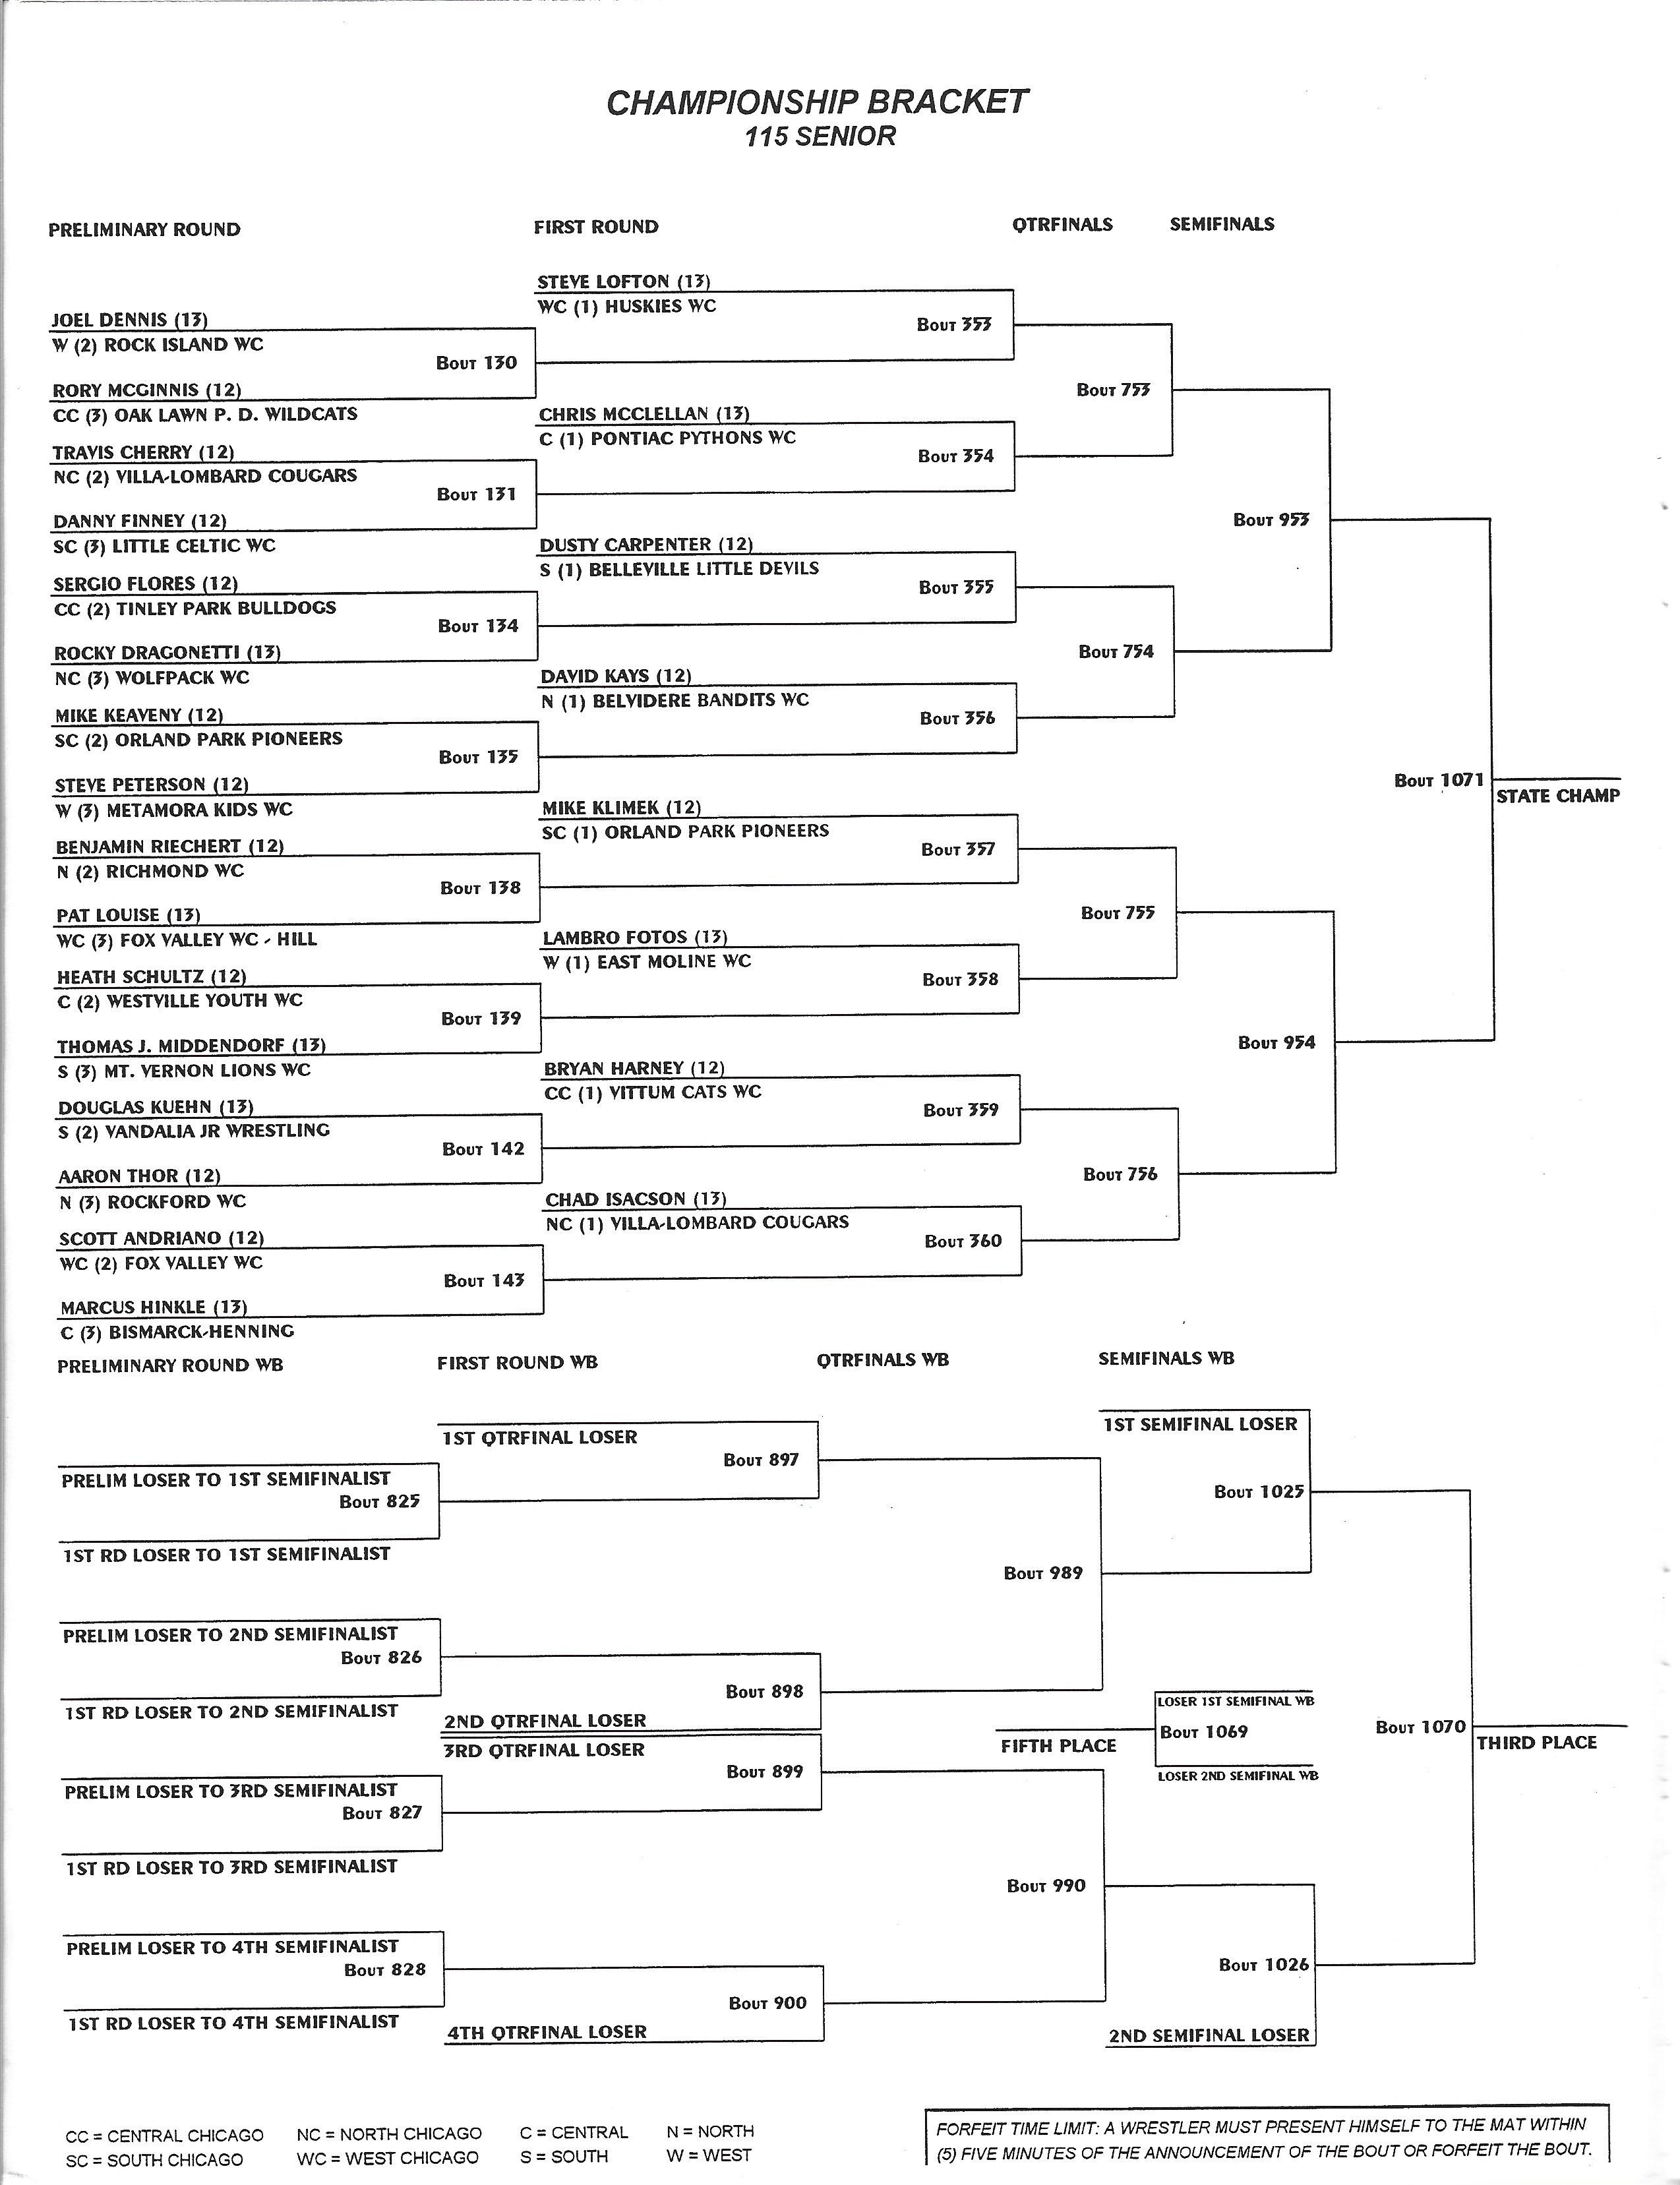 CHAMPIONSHIP BRACKET
115 SENIOR
PRELIMINARY ROUND
FIRST ROUND
QTRFINALS
SEMIFINALS
JOEL DENNIS (13)
W (2) ROCK ISLAND WC
BOUT 130
RORY MCGINNIS (12)
CC (3) OAK LAWN P. D. WILDCATS
TRAVIS CHERRY (12)
NC (2) VILLA-LOMBARD COUGARS
BOUT 131
DANNY FINNEY (12)
SC (3) LITTLE CELTIC WC
SERGIO FLORES (12)
CC (2) TINLEY PARK BULLDOGS
BOUT 134
ROCKY DRAGONETTI (13)
NC (3) WOLFPACK WC
MIKE KEAVENY (12)
SC (2) ORLAND PARK PIONEERS
BOUT 135
STEVE PETERSON (12)
W (3) METAMORA KIDS WC
BENJAMIN RIECHERT (12)
N (2) RICHMOND WC
BOUT 138
PAT LOUISE (13)
WC (3) FOX VALLEY WC - HILL
HEATH SCHULTZ (12)
C (2) WESTVILLE YOUTH WC
BOUT 139
THOMAS J. MIDDENDORF (13)
S (3) MT. VERNON LIONS WC
DOUGLAS KUEHN (13)
S (2) VANDALIA JR WRESTLING
BOUT 142
AARON THOR (12)
N (3) ROCKFORD WC
SCOTT ANDRIANO (12)
WC (2) FOX VALLEY WC
BOUT 143
MARCUS HINKLE (13)
C (3) BISMARCK-HENNING
STEVE LOFTON (13)
WC (1) HUSKIES WC
BOUT 353
CHRIS MCCLELLAN (13)
C (1) PONTIAC PYTHONS WC
BOUT 354
DUSTY CARPENTER (12)
S (1) BELLEVILLE LITTLE DEVILS
BOUT 355
DAVID KAYS (12)
N (1) BELVIDERE BANDITS WC
BOUT 356
MIKE KLIMEK (12)
SC (1) ORLAND PARK PIONEERS
BOUT 357
LAMBRO FOTOS (13)
W (1) EAST MOLINE WC
BOUT 358
BRYAN HARNEY (12)
CC (1) VITTUM CATS WC
BOUT 359
CHAD ISACSON (13)
NC (1) VILLA-LOMBARD COUGARS
BOUT 360
BOUT 753
BOUT 754
BOUT 755
BOUT 756
BOUT 953
BOUT 954
BOUT 1071
STATE CHAMP
PRELIMINARY ROUND WB
FIRST ROUND WB
QTRFINALS WB
SEMIFINALS WB
PRELIM LOSER TO 1ST SEMIFINALIST
BOUT 825
1ST RD LOSER TO 1ST SEMIFINALIST
PRELIM LOSER TO 2ND SEMIFINALIST
BOUT 826
1ST RD LOSER TO 2ND SEMIFINALIST
PRELIM LOSER TO 3RD SEMIFINALIST
BOUT 827
1ST RD LOSER TO 3RD SEMIFINALIST
PRELIM LOSER TO 4TH SEMIFINALIST
BOUT 828
1ST RD LOSER TO 4TH SEMIFINALIST
1ST QTRFINAL LOSER
BOUT 897
BOUT 898
2ND QTRFINAL LOSER
3RD QTRFINAL LOSER
BOUT 899
BOUT 900
4TH QTRFINAL LOSER
BOUT 989
BOUT 990
1ST SEMIFINAL LOSER
BOUT 1025
LOSER 1ST SEMIFINAL WB
BOUT 1069
FIFTH PLACE
LOSER 2ND SEMIFINAL WB
BOUT 1026
2ND SEMIFINAL LOSER
BOUT 1070
THIRD PLACE
CC = CENTRAL CHICAGO NC = NORTH CHICAGO C = CENTRAL N = NORTH
SC = SOUTH CHICAGO WC = WEST CHICAGO S = SOUTH W = WEST
FORFEIT TIME LIMIT: A WRESTLER MUST PRESENT HIMSELF TO THE MAT WITHIN
(5) FIVE MINUTES OF THE ANNOUNCEMENT OF THE BOUT OR FORFEIT THE BOUT.